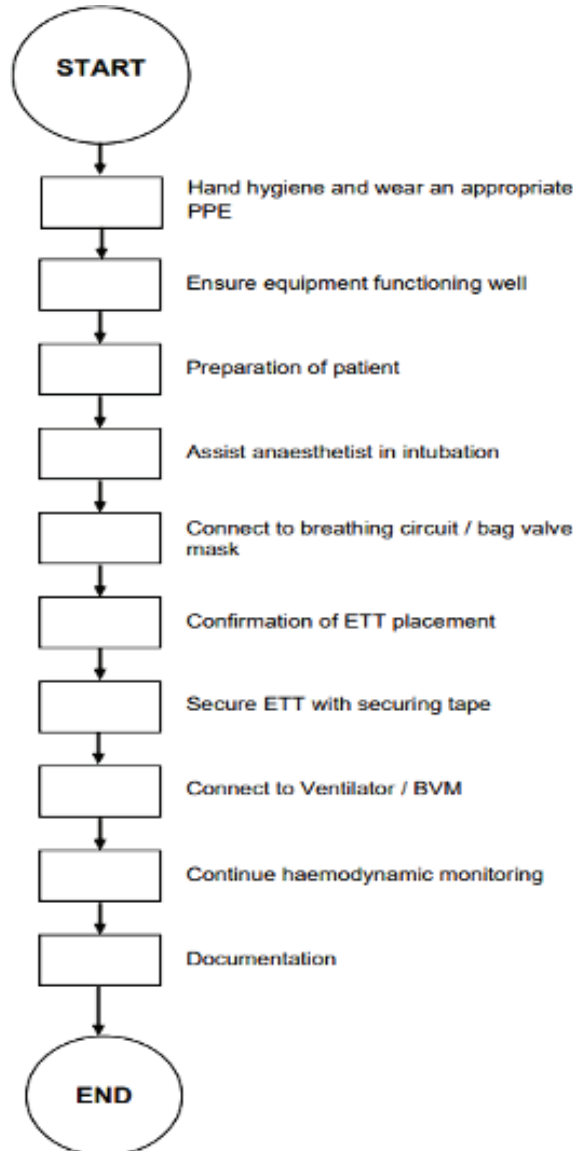 START
Hand hygiene and wear an appropriate
PPE
Ensure equipment functioning well
Preparation of patient
Assist anaesthetist in intubation
Connect to breathing circuit / bag valve
mask
Confirmation of ETT placement
Secure ETT with securing tape
Connect to Ventilator / BVM
Continue haemodynamic monitoring
Documentation
END